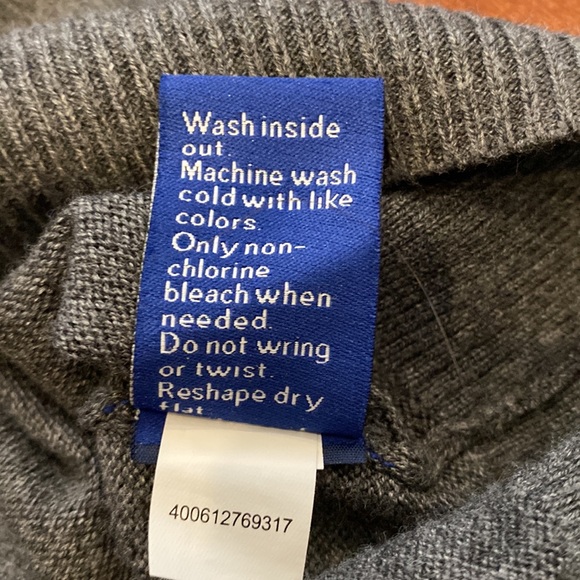 Wash inside
out
Machine wash
cold with like
colors.
Only non-
chlorine
bleach when
needed.
Do not wring
or twist.
Reshape dry
flat
400612769317